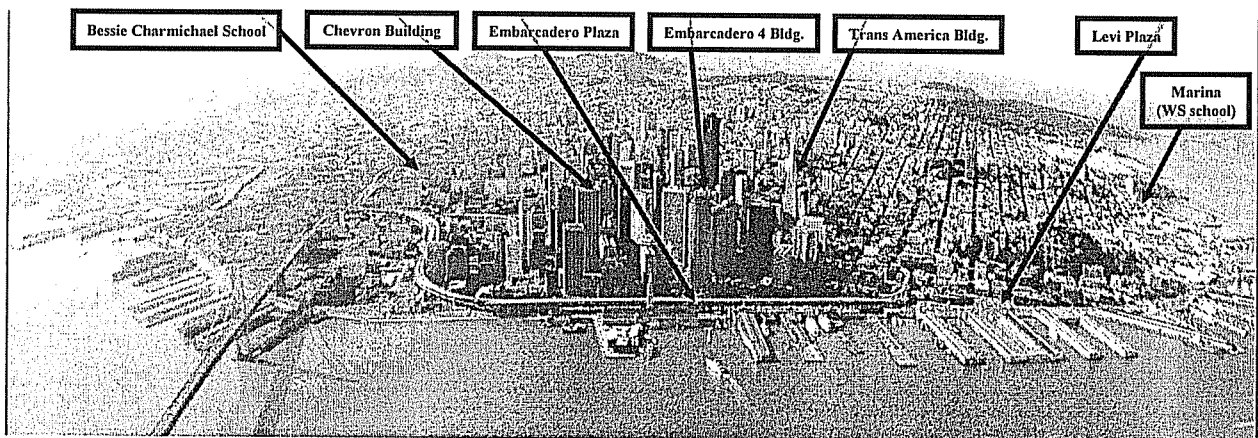 Bessie Charmichael School
Chevron Building
Embarcadero Plaza
Embarcadero 4 Bldg.
Trans America Bldg.
Levi Plaza
Marina
(WS school)